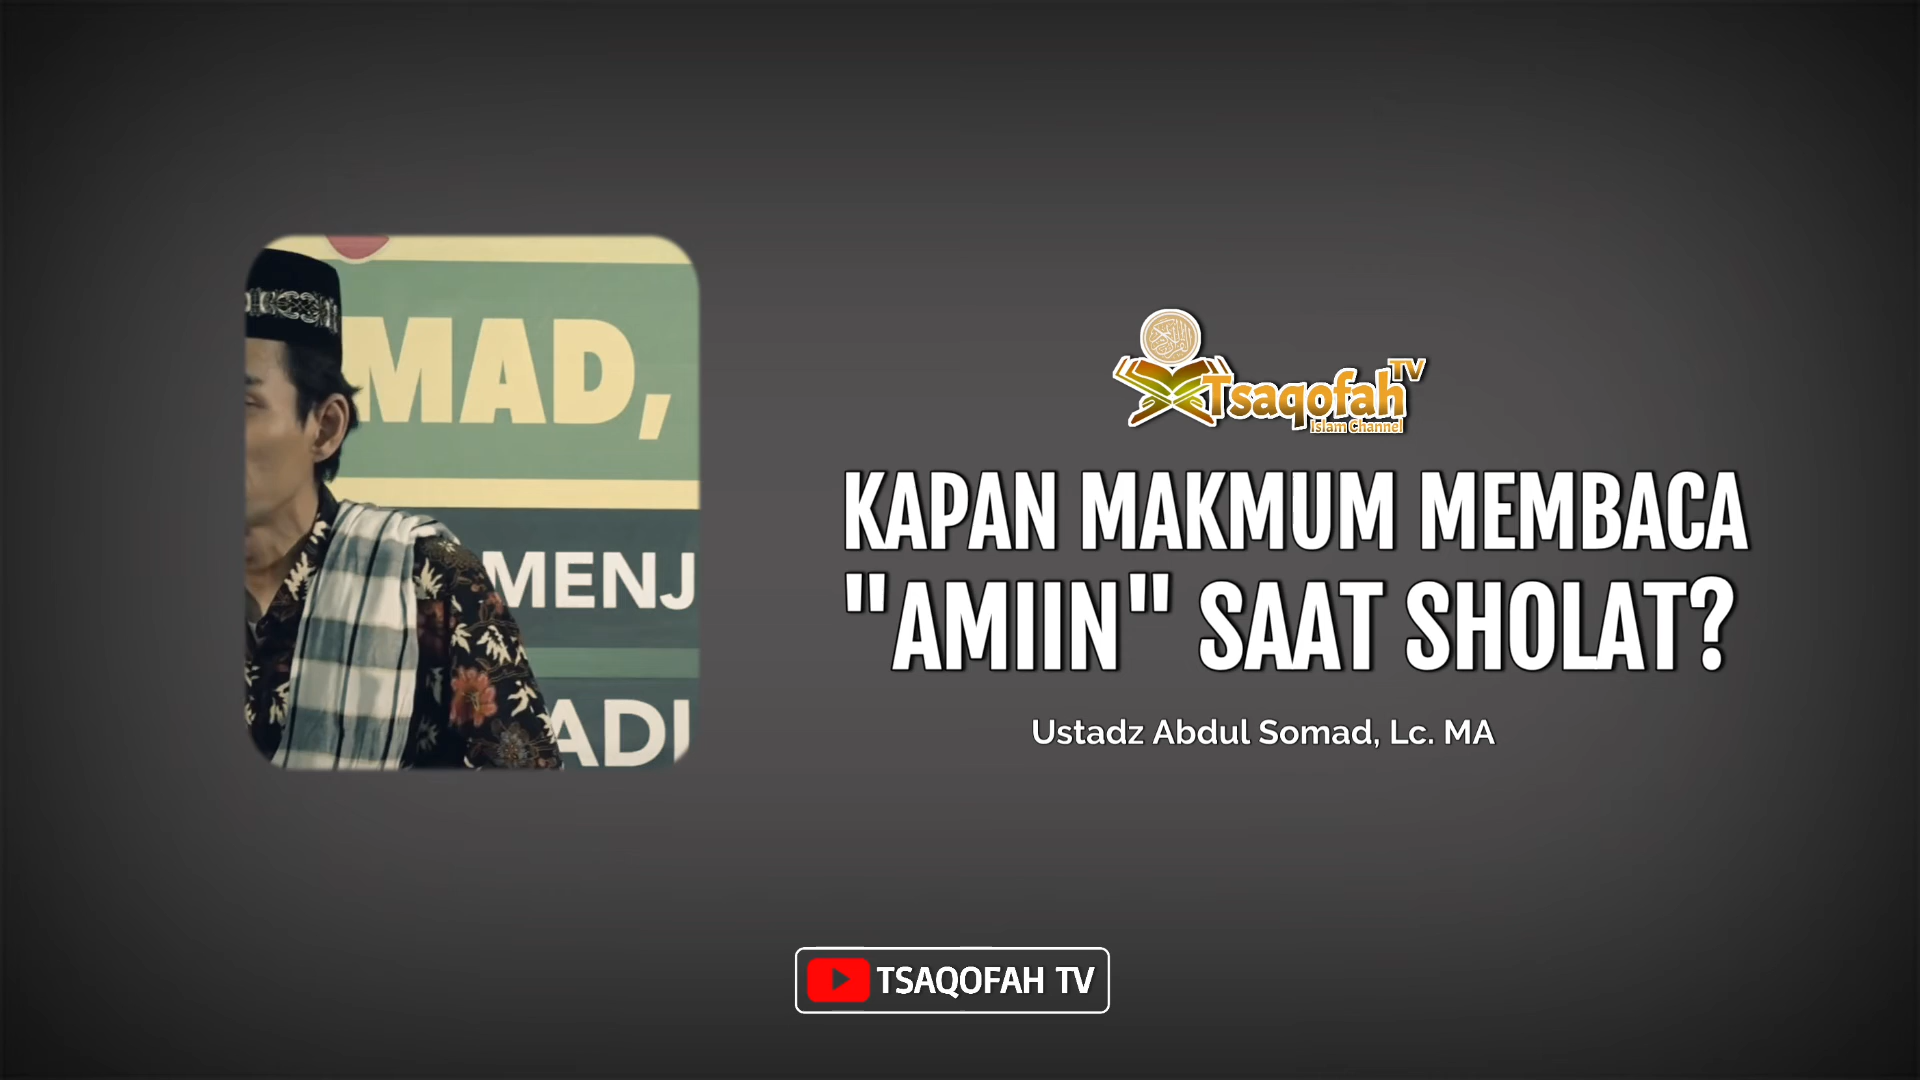 MAD,
MENJ
ADI
Tsaqofah TV
Islam Channel
KAPAN MAKMUM MEMBACA
"AMIIN" SAAT SHOLAT?
Ustadz Abdul Somad, Lc. MA
TSAQOFAH TV